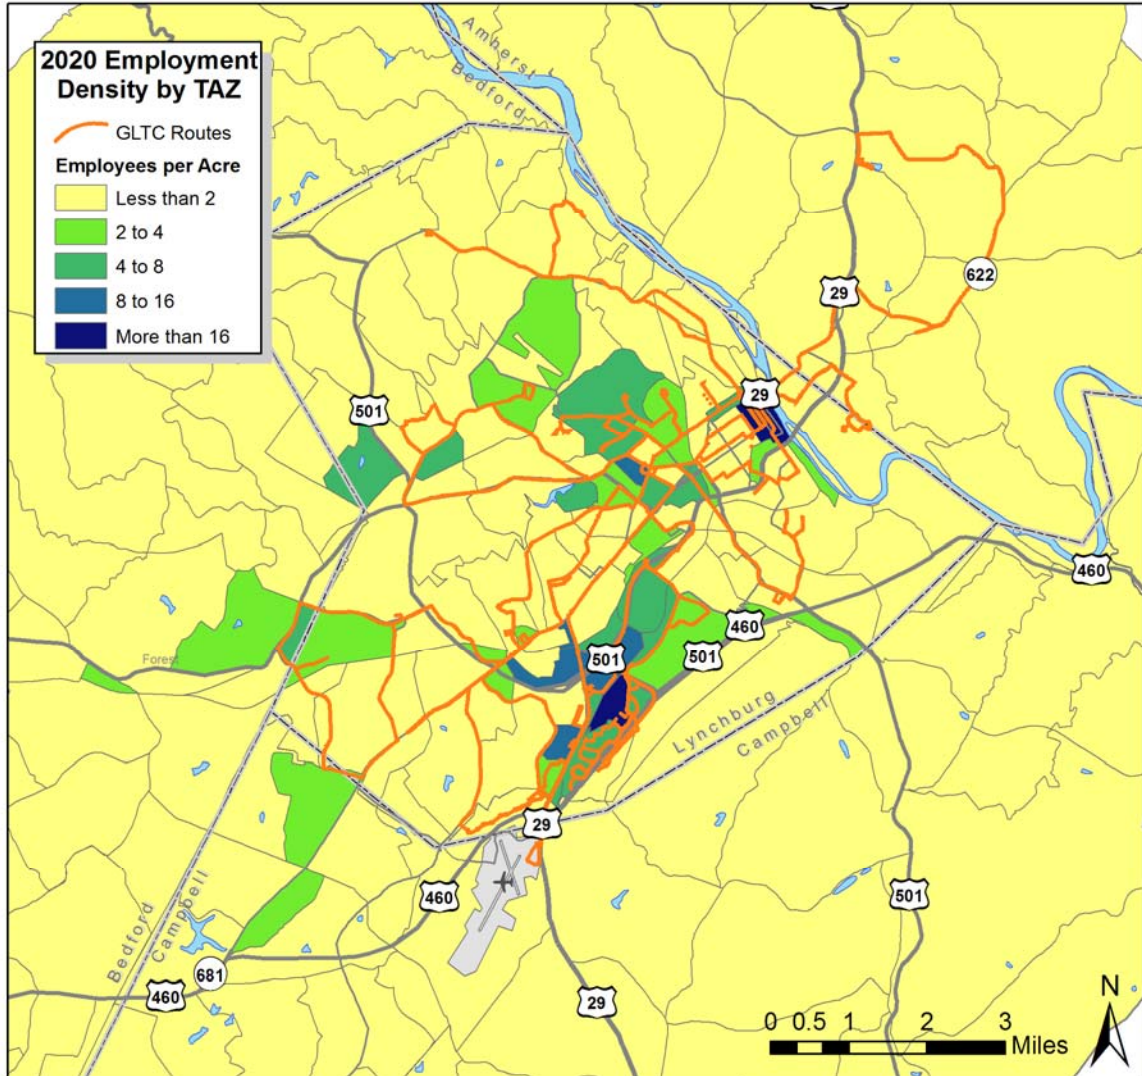 2020 Employment
Density by TAZ
GLTC Routes
Employees per Acre
Less than 2
2 to 4
4 to 8
8 to 16
More than 16
Amherst
Bedford
622
29
29
501
460
Forest
460
501
501
Lynchburg
Campbell
29
460
501
Bedford
Campbell
681
460
29
N
0 0.5 1 2 3
Miles